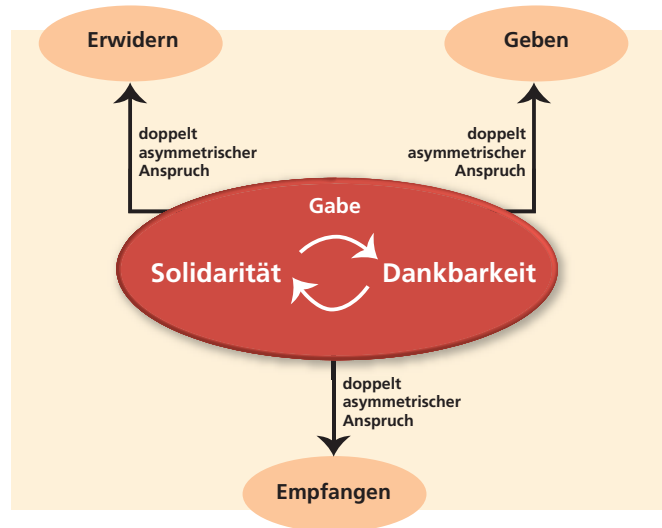 Erwidern
Geben
doppelt
asymmetrischer
Anspruch
doppelt
asymmetrischer
Anspruch
Gabe
Solidarität
Dankbarkeit
doppelt
asymmetrischer
Anspruch
Empfangen